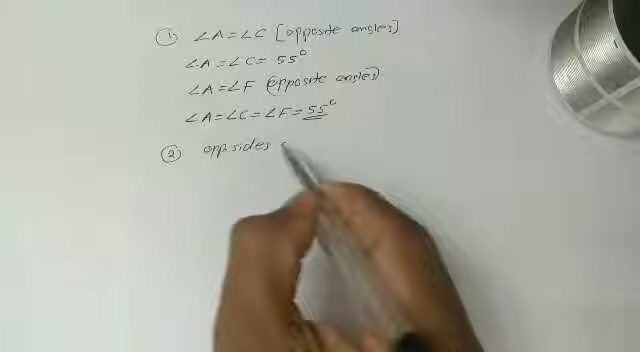 ① ∠A = ∠C [opposite angles]
∠A = ∠C = 55°
∠A = ∠F (opposite angles)
∠A = ∠C = ∠F = 55°
② opp. sides